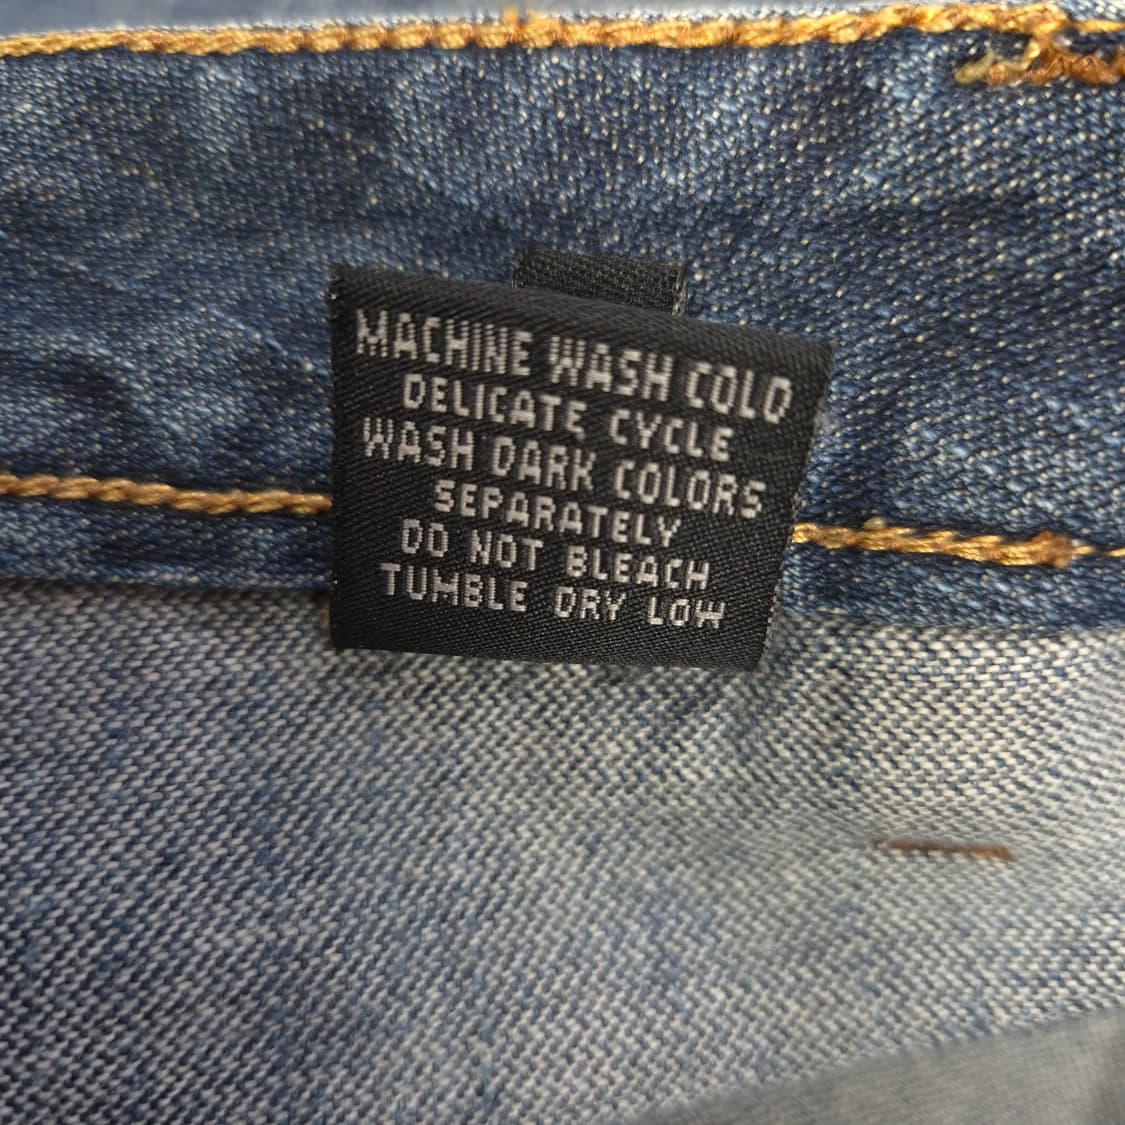 MACHINE WASH COLD
DELICATE CYCLE
WASH DARK COLORS
SEPARATELY
DO NOT BLEACH
TUMBLE DRY LOW